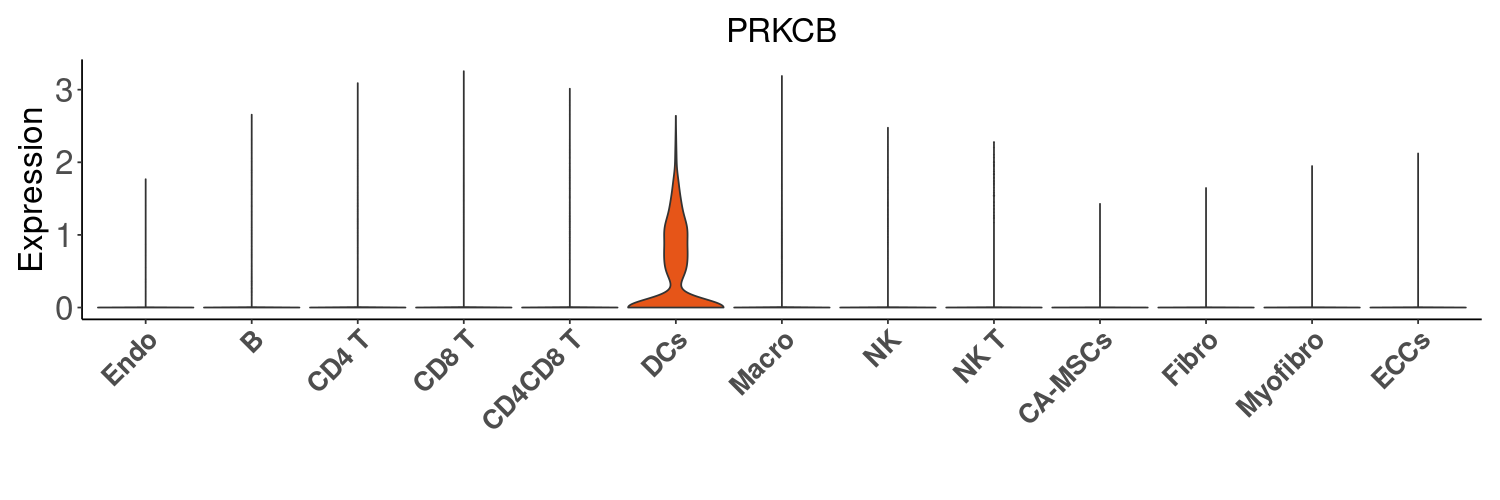 PRKCB
Expression
3
2
1
0
Endo
B
CD4 T
CD8 T
CD4CD8 T
DCs
Macro
NK
NK T
CA-MSCs
Fibro
Myofibro
ECCs